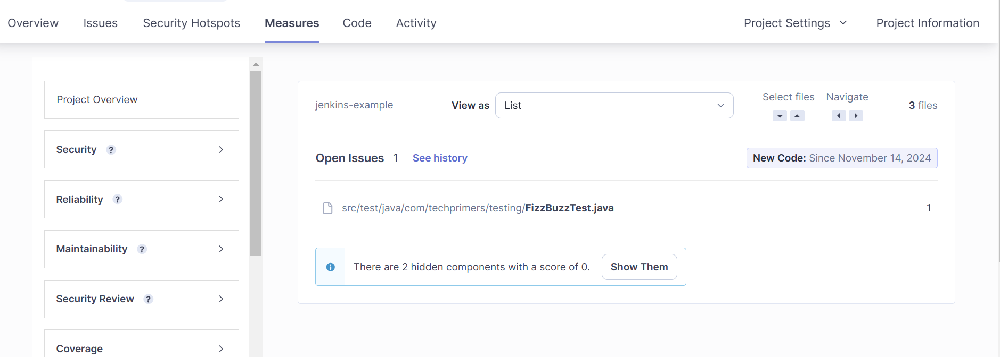 Overview Issues Security Hotspots Measures Code Activity Project Settings Project Information
Project Overview
Security ?
Reliability ?
Maintainability ?
Security Review ?
Coverage
jenkins-example View as List Select files Navigate 3 files
Open Issues 1 See history New Code: Since November 14, 2024
src/test/java/com/techprimers/testing/FizzBuzzTest.java 1
There are 2 hidden components with a score of 0. Show Them